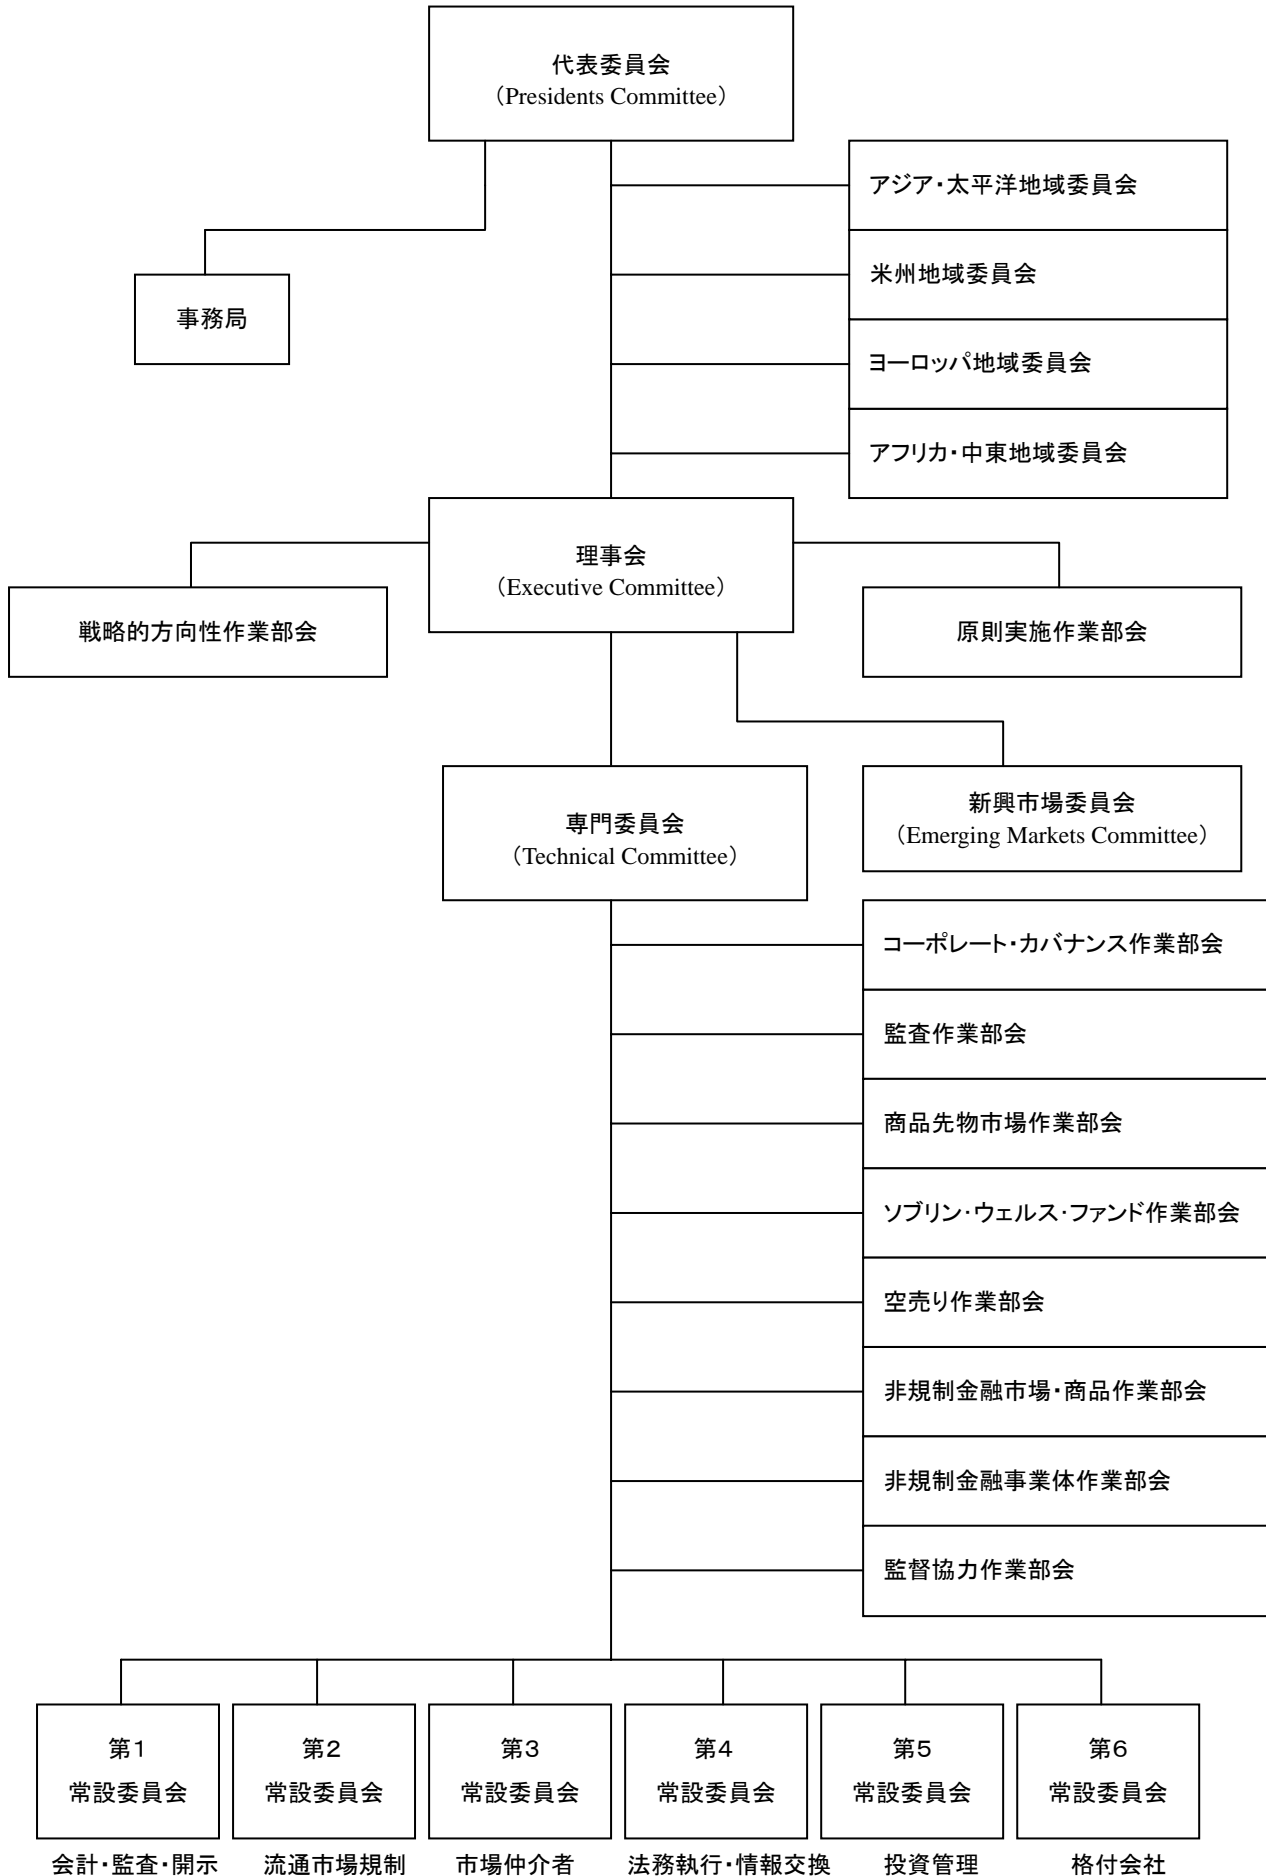 代表委員会
（Presidents Committee）
アジア・太平洋地域委員会
米州地域委員会
事務局
ヨーロッパ地域委員会
アフリカ・中東地域委員会
理事会
（Executive Committee）
戦略的方向性作業部会
原則実施作業部会
専門委員会
（Technical Committee）
新興市場委員会
（Emerging Markets Committee）
コーポレート・カバナンス作業部会
監査作業部会
商品先物市場作業部会
ソブリン・ウェルス・ファンド作業部会
空売り作業部会
非規制金融市場・商品作業部会
非規制金融事業体作業部会
監督協力作業部会
第１
常設委員会
会計・監査・開示
第２
常設委員会
流通市場規制
第３
常設委員会
市場仲介者
第４
常設委員会
法務執行・情報交換
第５
常設委員会
投資管理
第６
常設委員会
格付会社